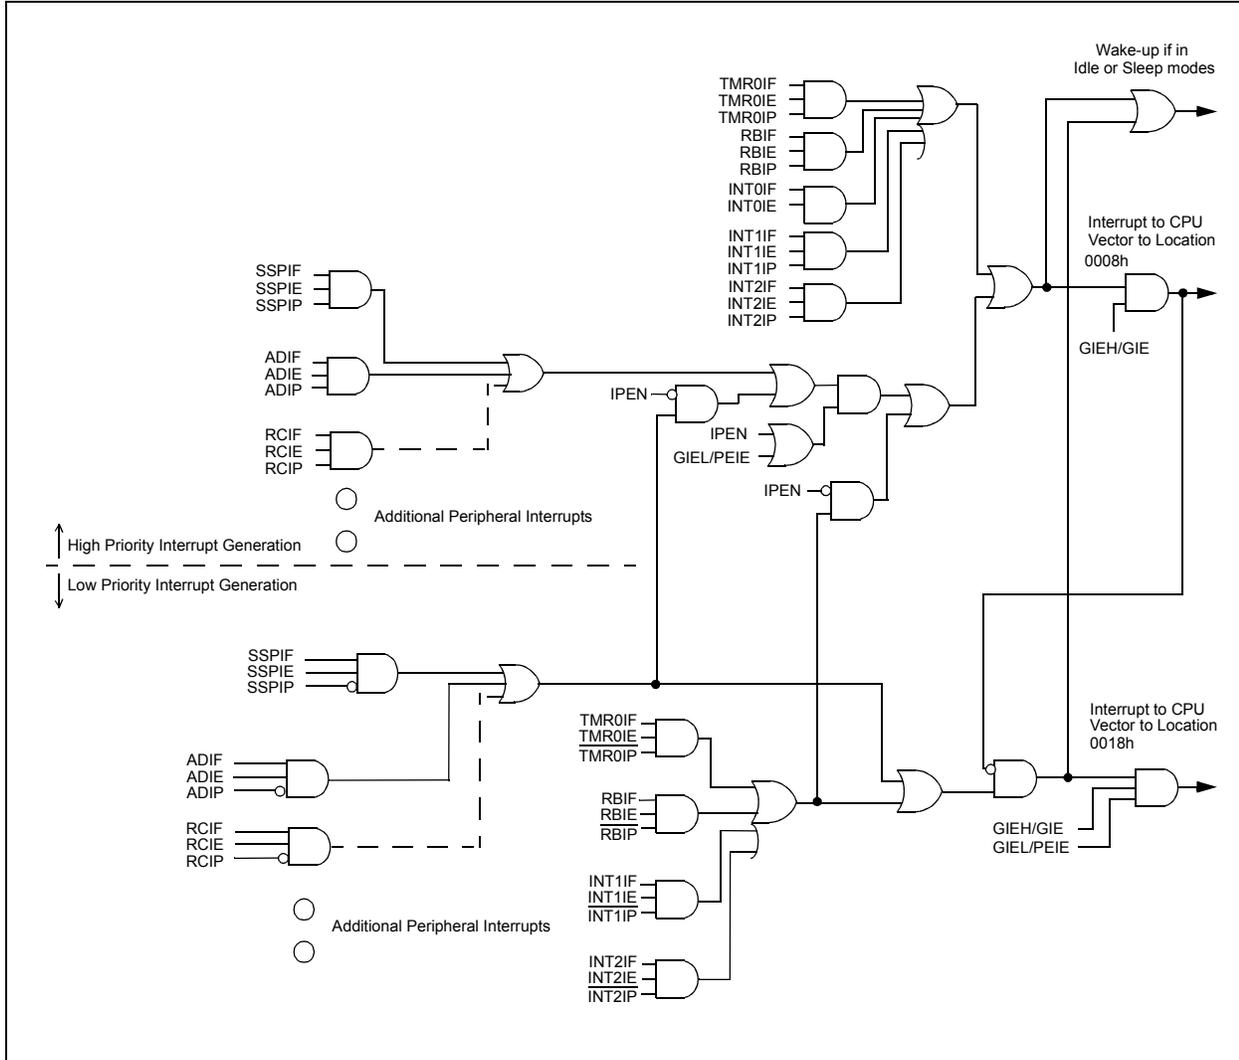 Wake-up if in
Idle or Sleep modes
TMR0IF
TMR0IE
TMR0IP
RBIF
RBIE
RBIP
INT0IF
INT0IE
INT1IF
INT1IE
INT1IP
INT2IF
INT2IE
INT2IP
Interrupt to CPU
Vector to Location
0008h
GIEH/GIE
SSPIF
SSPIE
SSPIP
ADIF
ADIE
ADIP
RCIF
RCIE
RCIP
IPEN
IPEN
GIEL/PEIE
IPEN
Additional Peripheral Interrupts
High Priority Interrupt Generation
Low Priority Interrupt Generation
SSPIF
SSPIE
SSPIP
ADIF
ADIE
ADIP
RCIF
RCIE
RCIP
Additional Peripheral Interrupts
TMR0IF
TMR0IE
TMR0IP
RBIF
RBIE
RBIP
INT1IF
INT1IE
INT1IP
INT2IF
INT2IE
INT2IP
Interrupt to CPU
Vector to Location
0018h
GIEH/GIE
GIEL/PEIE